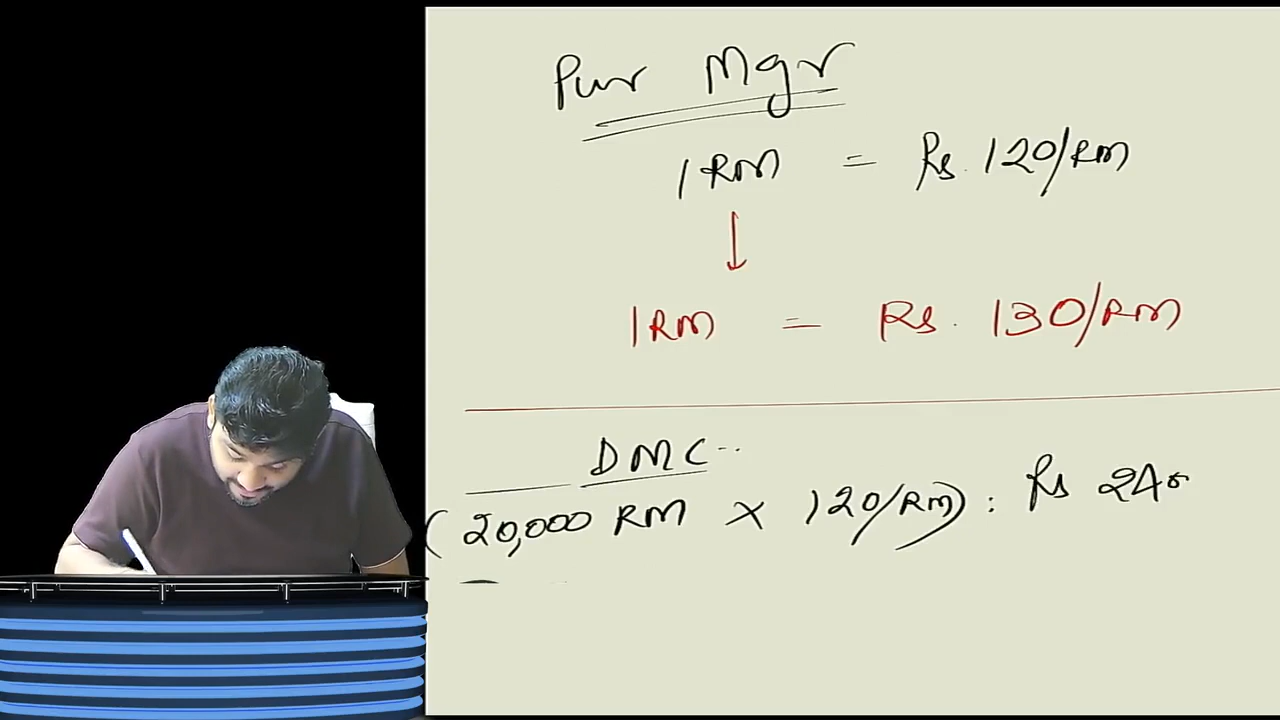 Pur Mgr
1 RM = Rs. 120/RM
↓
1 RM = Rs. 130/RM
DMC..
(20,000 RM × 120/RM) : Rs 24